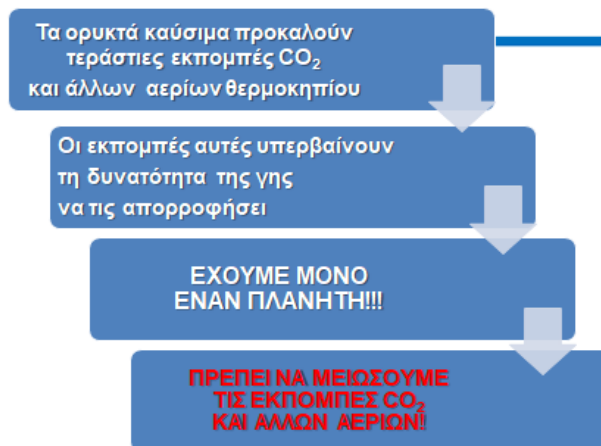 Τα ορυκτά καύσιμα προκαλούν
τεράστιες εκπομπές CO₂
και άλλων αερίων θερμοκηπίου
Οι εκπομπές αυτές υπερβαίνουν
τη δυνατότητα της γης
να τις απορροφήσει
ΕΧΟΥΜΕ ΜΟΝΟ
ΕΝΑΝ ΠΛΑΝΗΤΗ!!!
ΠΡΕΠΕΙ ΝΑ ΜΕΙΩΣΟΥΜΕ
ΤΙΣ ΕΚΠΟΜΠΕΣ CO₂
ΚΑΙ ΑΛΛΩΝ ΑΕΡΙΩΝ!!